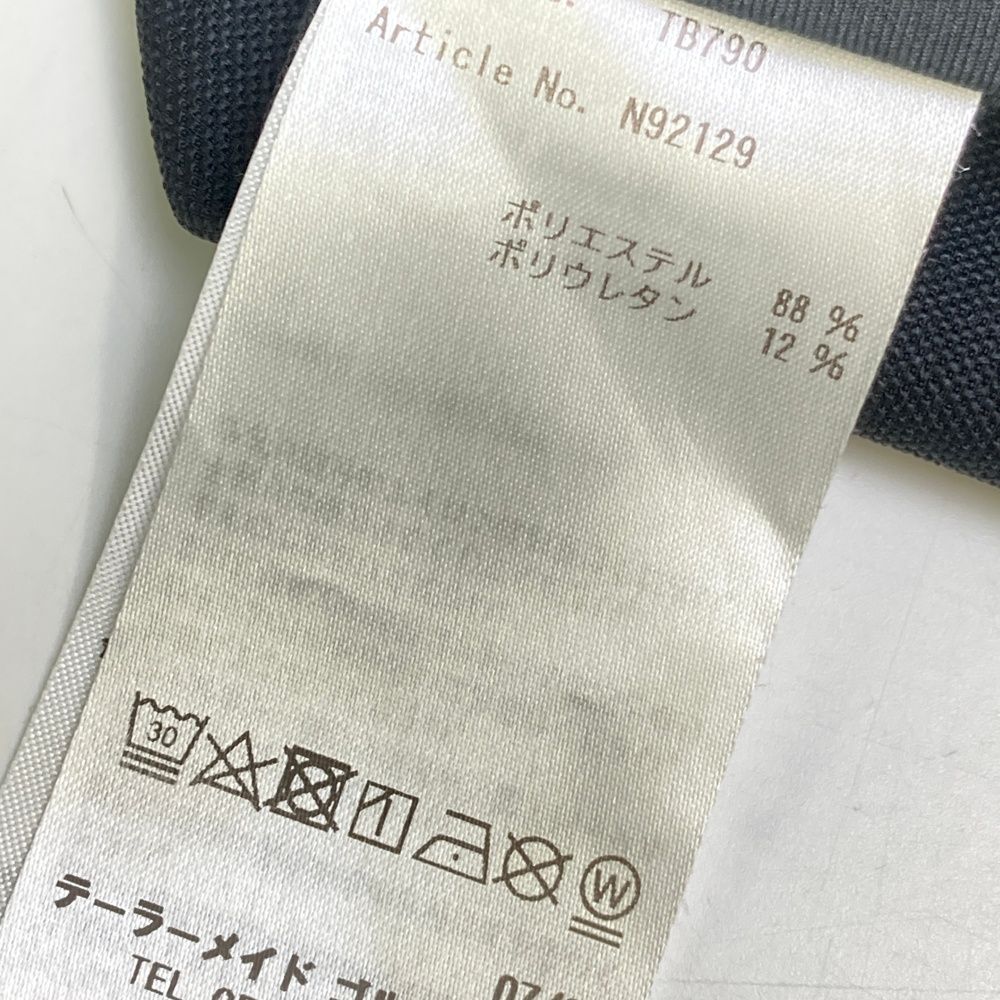 TB790
Article No. N92129
ポリエステル 88 %
ポリウレタン 12 %
30
W
テーラーメイド
TEL